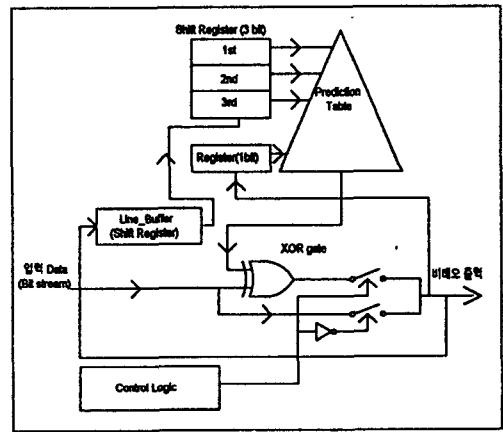 Shift Register (3 bit)
1st
2nd
3rd
Prediction
Table
Register(1bit)
Line_Buffer
(Shift Register)
XOR gate
입력 Data
(Bit stream)
비데오 출력
Control Logic